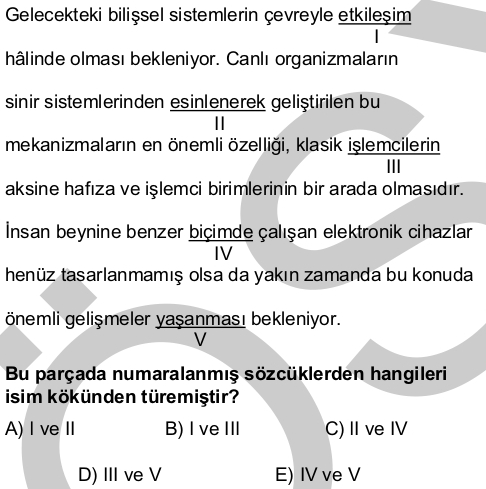 Gelecekteki bilişsel sistemlerin çevreyle etkileşim
I
hâlinde olması bekleniyor. Canlı organizmaların
sinir sistemlerinden esinlenerek geliştirilen bu
II
mekanizmaların en önemli özelliği, klasik işlemcilerin
III
aksine hafıza ve işlemci birimlerinin bir arada olmasıdır.
İnsan beynine benzer biçimde çalışan elektronik cihazlar
IV
henüz tasarlanmamış olsa da yakın zamanda bu konuda
önemli gelişmeler yaşanması bekleniyor.
V
Bu parçada numaralanmış sözcüklerden hangileri
isim kökünden türemiştir?
A) I ve II B) I ve III C) II ve IV
D) III ve V E) IV ve V